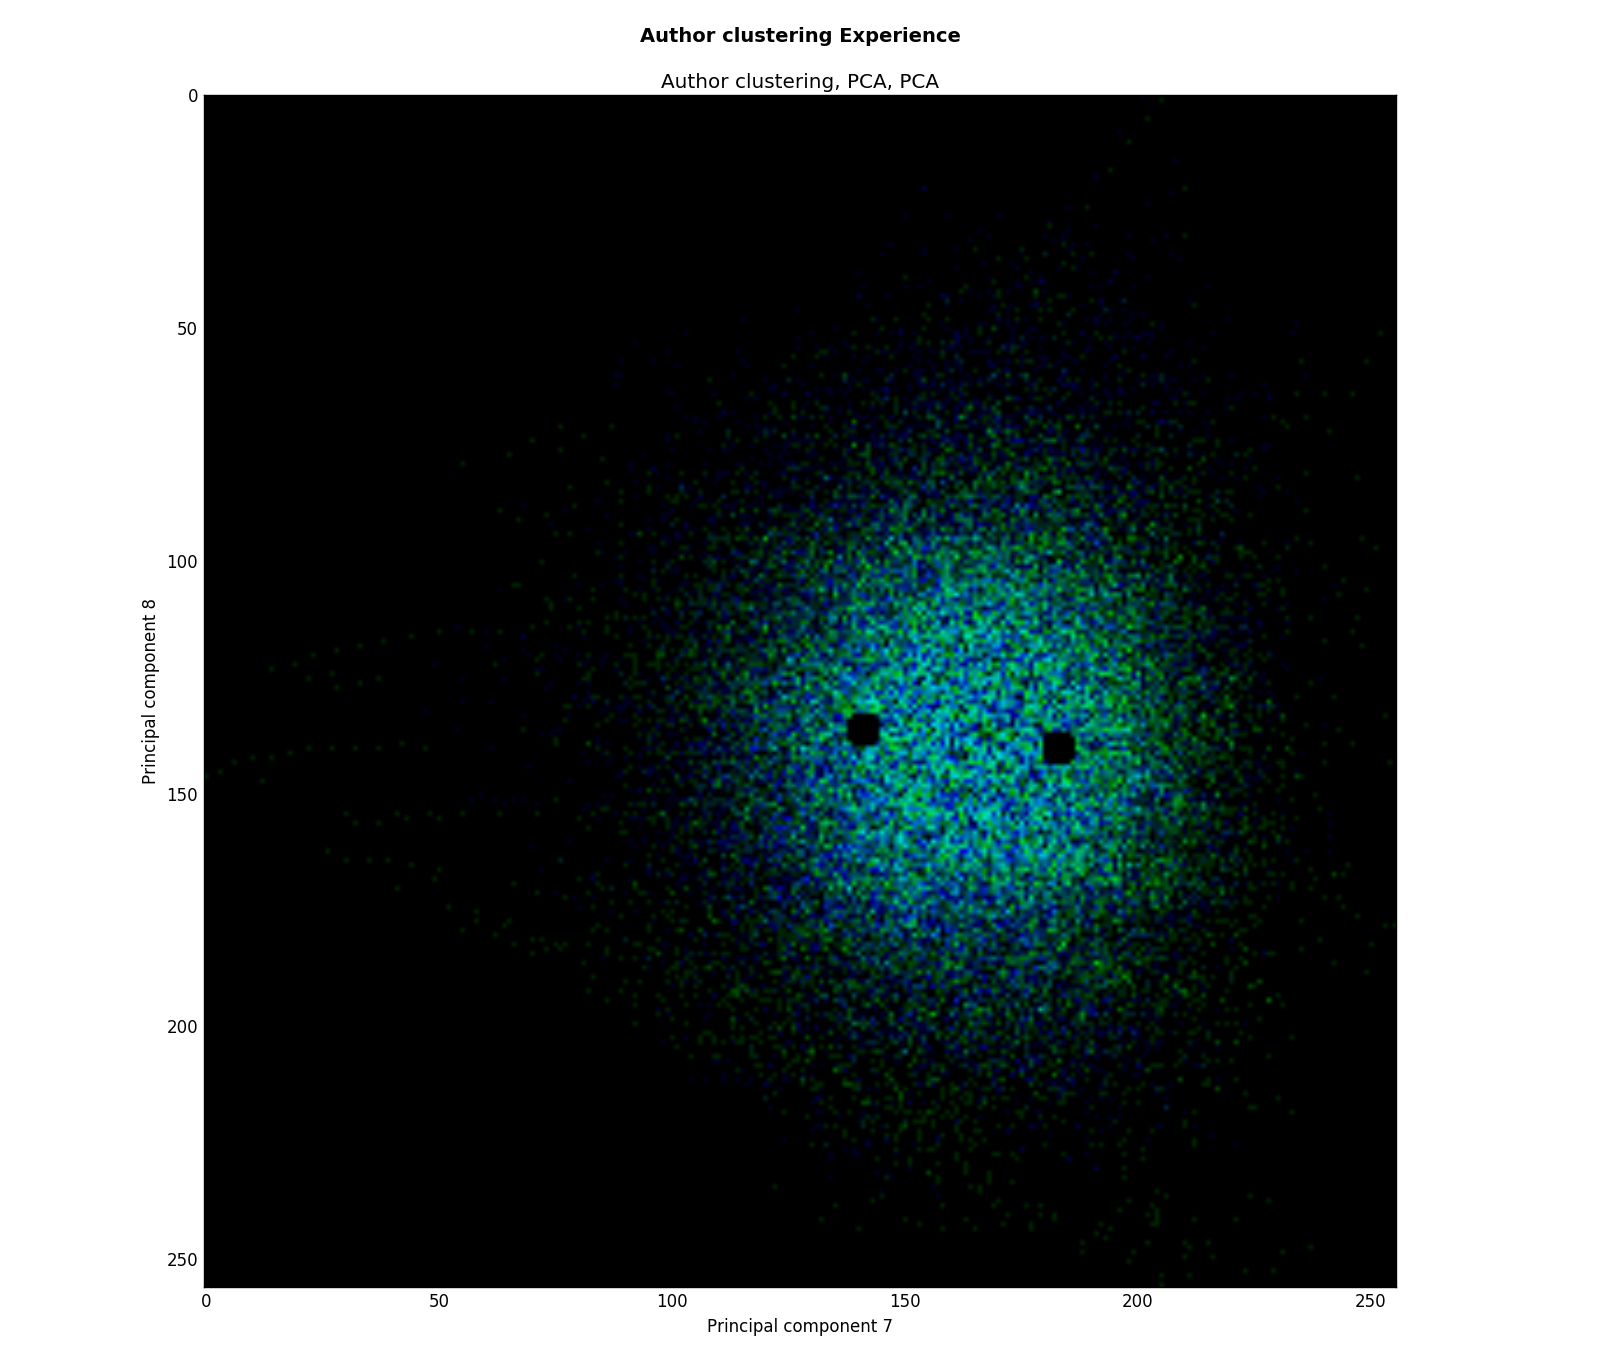 Author clustering Experience
Author clustering, PCA, PCA
0
50
100
150
200
250
Principal component 8
0 50 100 150 200 250
Principal component 7